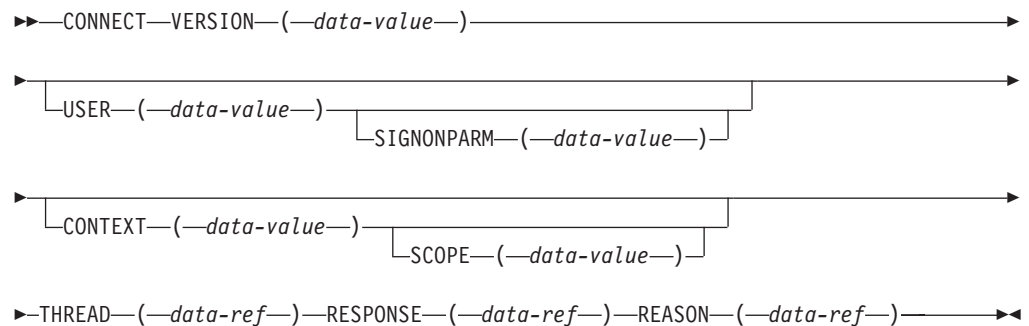 CONNECT VERSION ( data-value )
USER ( data-value )
SIGNONPARM ( data-value )
CONTEXT ( data-value )
SCOPE ( data-value )
THREAD ( data-ref ) RESPONSE ( data-ref ) REASON ( data-ref )